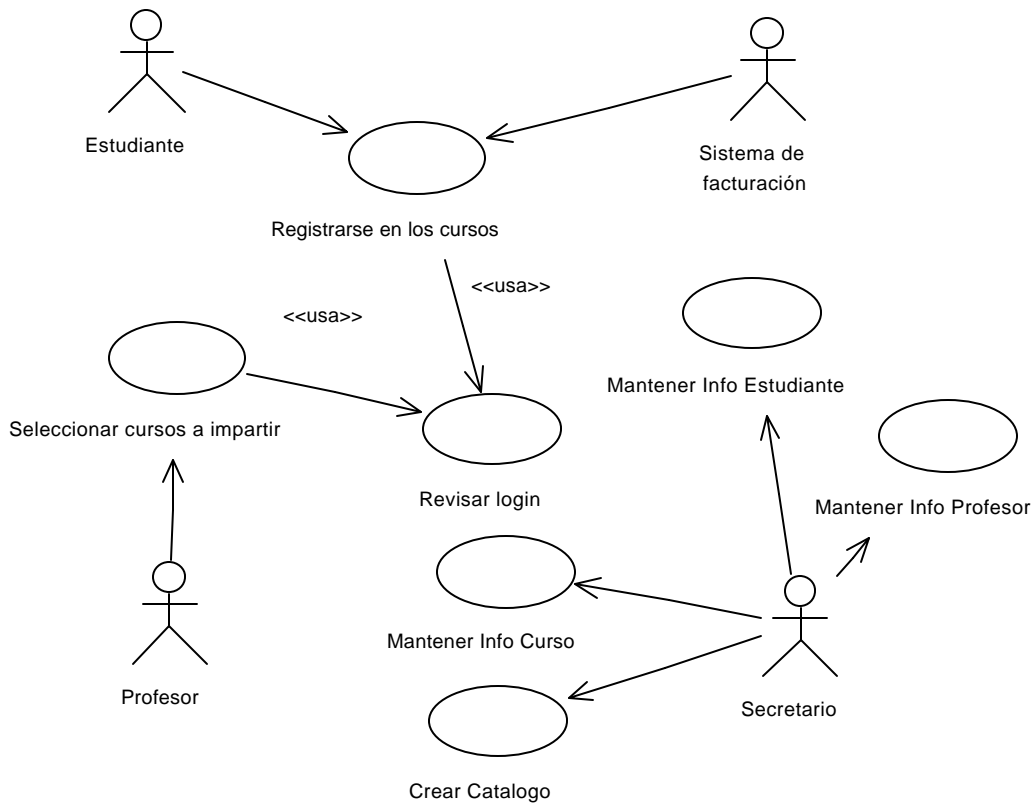 Estudiante
Sistema de
facturación
Registrarse en los cursos
<<usa>>
<<usa>>
Mantener Info Estudiante
Seleccionar cursos a impartir
Revisar login
Mantener Info Profesor
Mantener Info Curso
Profesor
Secretario
Crear Catalogo